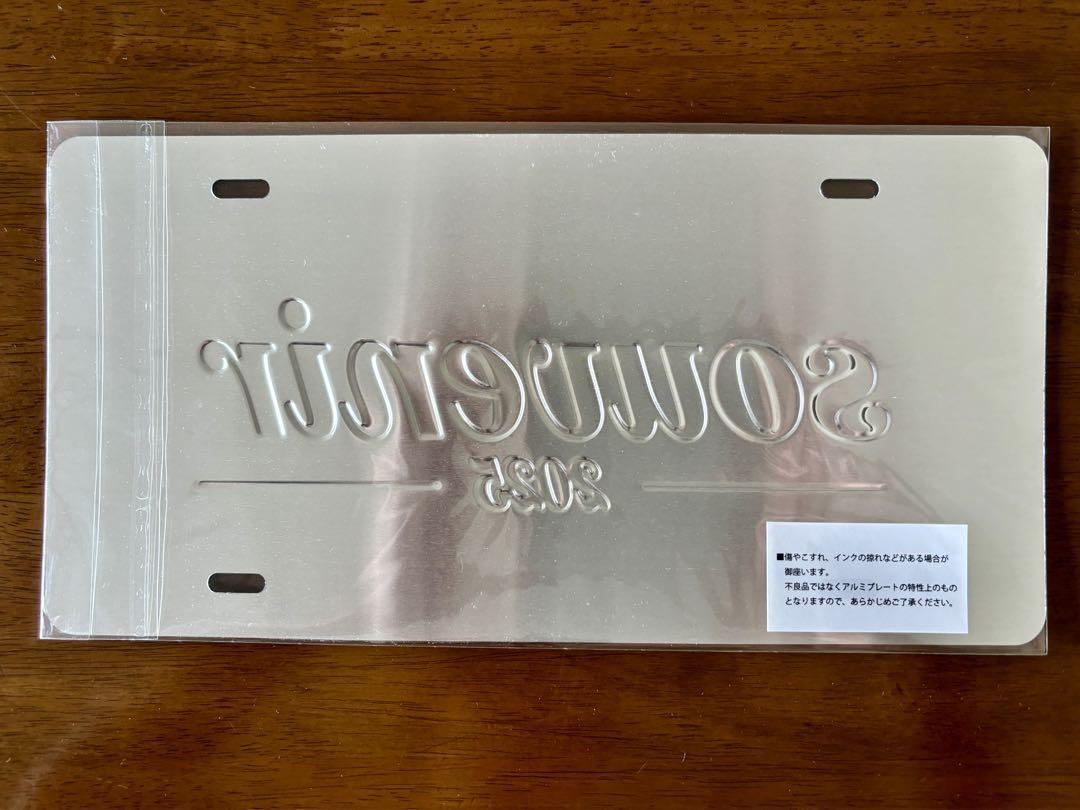 souvenir
2025
■傷やこすれ、インクの掠れなどがある場合が
御座います。
不良品ではなくアルミプレートの特性上のもの
となりますので、あらかじめご了承ください。